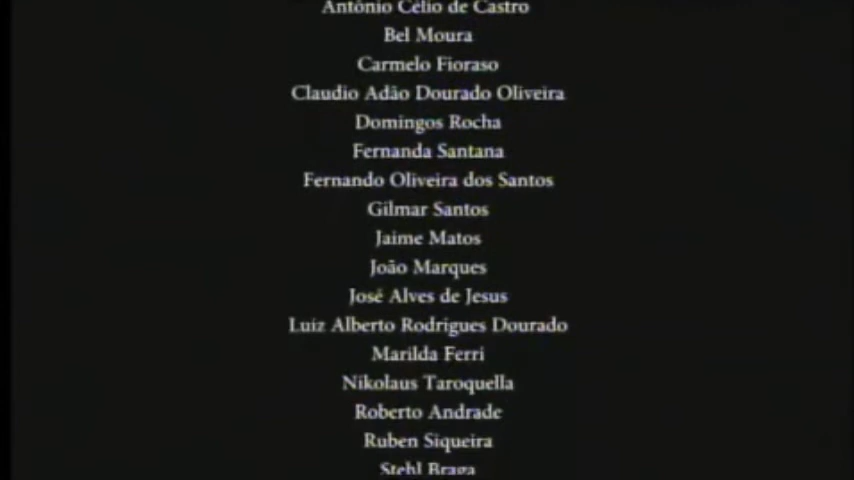 Antônio Célio de Castro
Bel Moura
Carmelo Fioraso
Claudio Adão Dourado Oliveira
Domingos Rocha
Fernanda Santana
Fernando Oliveira dos Santos
Gilmar Santos
Jaime Matos
João Marques
José Alves de Jesus
Luiz Alberto Rodrigues Dourado
Marilda Ferri
Nikolaus Taroquella
Roberto Andrade
Ruben Siqueira
Stehl Braga